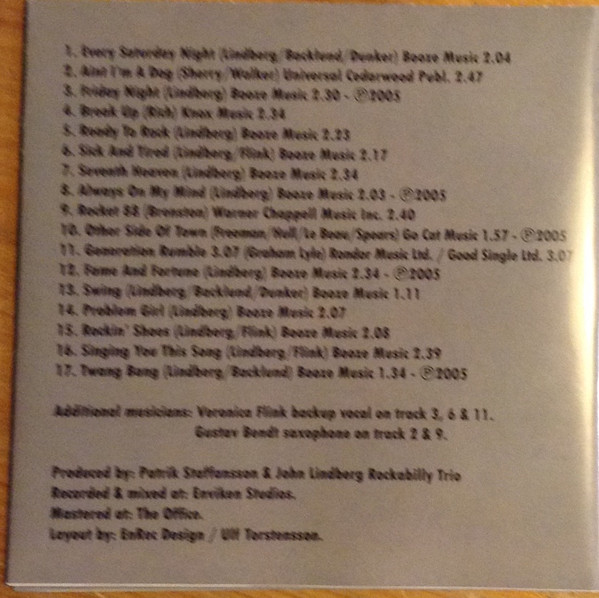 1. Every Saturday Night (Lindberg/Backlund/Dunker) Booze Music 2.04
2. Aint I'm A Dog (Sherry/Walker) Universal Cedarwood Publ. 2.47
3. Friday Night (Lindberg) Booze Music 2.30 - ℗2005
4. Break Up (Rich) Knox Music 2.34
5. Ready To Rock (Lindberg) Booze Music 2.23
6. Sick And Tired (Lindberg/Flink) Booze Music 2.17
7. Seventh Heaven (Lindberg) Booze Music 2.34
8. Always On My Mind (Lindberg) Booze Music 2.03 - ℗2005
9. Rocket 88 (Brenston) Warner Chappell Music Inc. 2.40
10. Other Side Of Town (Freeman/Hull/Le Beau/Spears) Go Cat Music 1.57 - ℗2005
11. Generation Rumble 3.07 (Graham Lyle) Rondor Music Ltd. / Good Single Ltd. 3.07
12. Fame And Fortune (Lindberg) Booze Music 2.34 - ℗2005
13. Swing (Lindberg/Backlund/Dunker) Booze Music 1.11
14. Problem Girl (Lindberg) Booze Music 2.07
15. Rockin' Shoes (Lindberg/Flink) Booze Music 2.08
16. Singing You This Song (Lindberg/Flink) Booze Music 2.39
17. Twang Bang (Lindberg/Backlund) Booze Music 1.34 - ℗2005
Additional musicians: Veronica Flink backup vocal on track 3, 6 & 11.
Gustav Bendt saxophone on track 2 & 9.
Produced by: Patrik Staffansson & John Lindberg Rockabilly Trio
Recorded & mixed at: Enviken Studios.
Mastered at: The Office.
Layout by: EnRec Design / Ulf Torstensson.